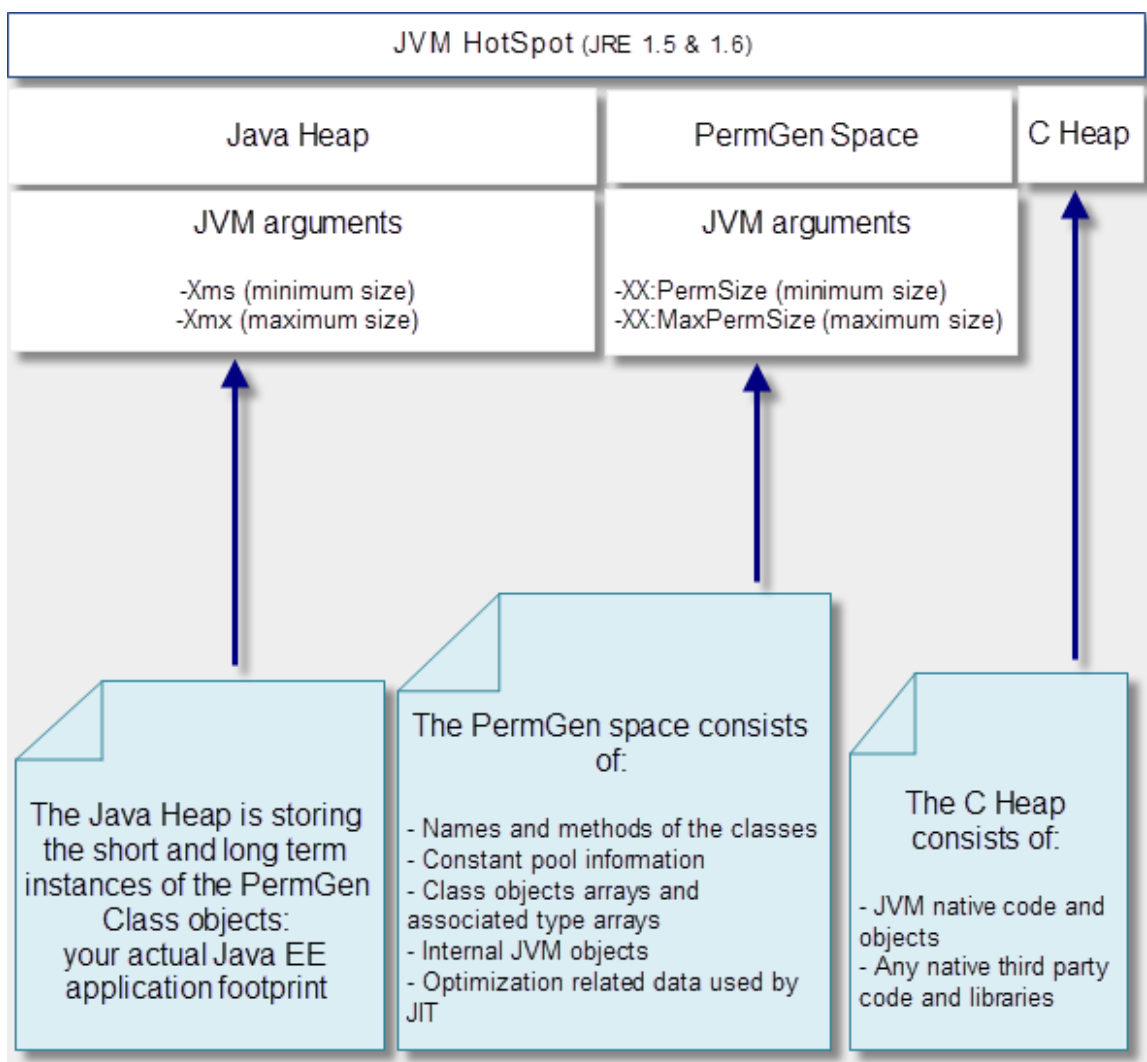 JVM HotSpot (JRE 1.5 & 1.6)
Java Heap
PermGen Space
C Heap
JVM arguments
-Xms (minimum size)
-Xmx (maximum size)
JVM arguments
-XX:PermSize (minimum size)
-XX:MaxPermSize (maximum size)
The Java Heap is storing
the short and long term
instances of the PermGen
Class objects:
your actual Java EE
application footprint
The PermGen space consists
of:
- Names and methods of the classes
- Constant pool information
- Class objects arrays and
associated type arrays
- Internal JVM objects
- Optimization related data used by
JIT
The C Heap
consists of:
- JVM native code and
objects
- Any native third party
code and libraries